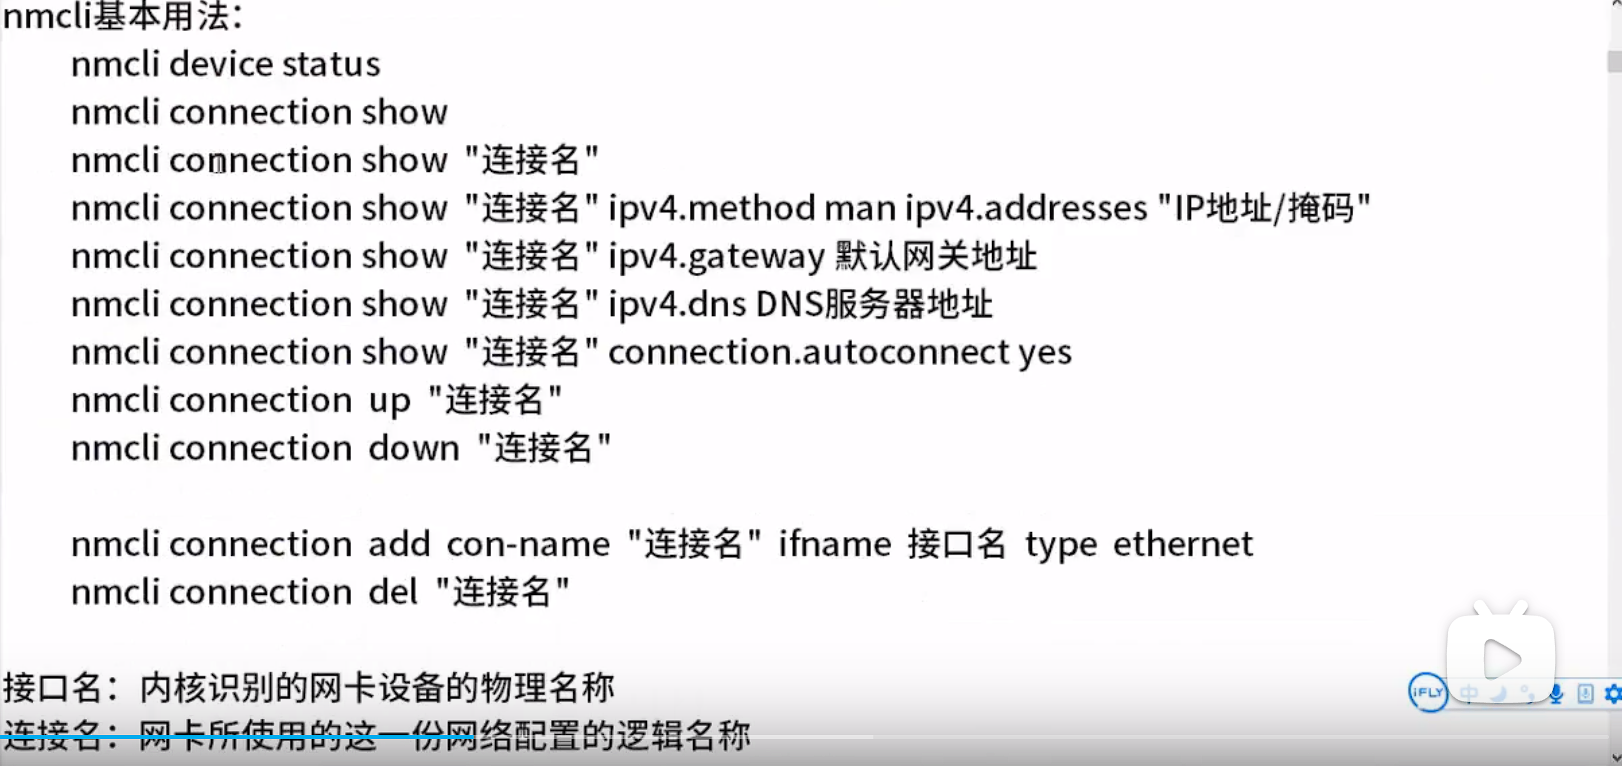 nmcli基本用法：
nmcli device status
nmcli connection show
nmcli connection show "连接名"
nmcli connection show "连接名" ipv4.method man ipv4.addresses "IP地址/掩码"
nmcli connection show "连接名" ipv4.gateway 默认网关地址
nmcli connection show "连接名" ipv4.dns DNS服务器地址
nmcli connection show "连接名" connection.autoconnect yes
nmcli connection up "连接名"
nmcli connection down "连接名"
nmcli connection add con-name "连接名" ifname 接口名 type ethernet
nmcli connection del "连接名"
接口名：内核识别的网卡设备的物理名称
iFLY 中
连接名：网卡所使用的这一份网络配置的逻辑名称